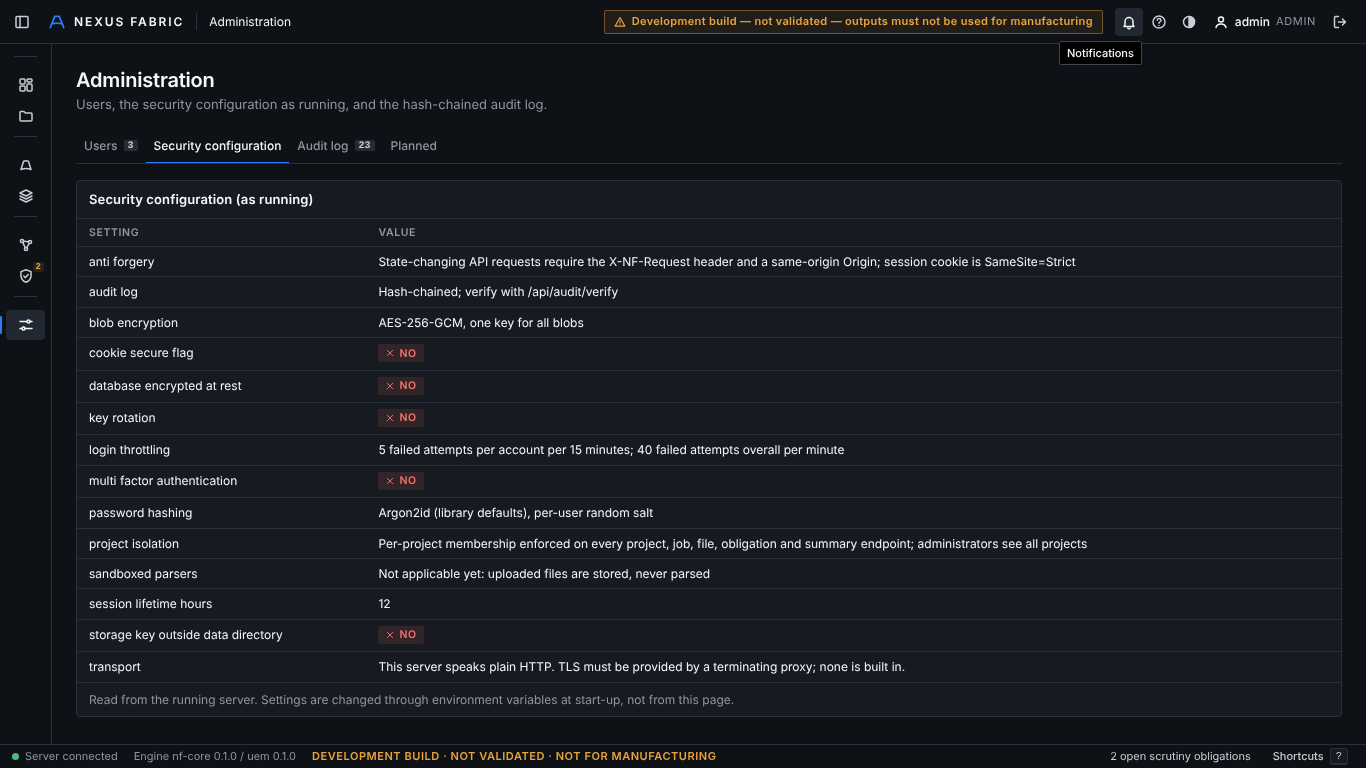 NEXUS FABRIC Administration Development build — not validated — outputs must not be used for manufacturing admin ADMIN
Notifications
Administration
Users, the security configuration as running, and the hash-chained audit log.
Users 3 Security configuration Audit log 23 Planned
Security configuration (as running)
SETTING VALUE
anti forgery State-changing API requests require the X-NF-Request header and a same-origin Origin; session cookie is SameSite=Strict
2
audit log Hash-chained; verify with /api/audit/verify
blob encryption AES-256-GCM, one key for all blobs
cookie secure flag NO
database encrypted at rest NO
key rotation NO
login throttling 5 failed attempts per account per 15 minutes; 40 failed attempts overall per minute
multi factor authentication NO
password hashing Argon2id (library defaults), per-user random salt
project isolation Per-project membership enforced on every project, job, file, obligation and summary endpoint; administrators see all projects
sandboxed parsers Not applicable yet: uploaded files are stored, never parsed
session lifetime hours 12
storage key outside data directory NO
transport This server speaks plain HTTP. TLS must be provided by a terminating proxy; none is built in.
Read from the running server. Settings are changed through environment variables at start-up, not from this page.
Server connected Engine nf-core 0.1.0 / uem 0.1.0 DEVELOPMENT BUILD · NOT VALIDATED · NOT FOR MANUFACTURING 2 open scrutiny obligations Shortcuts ?